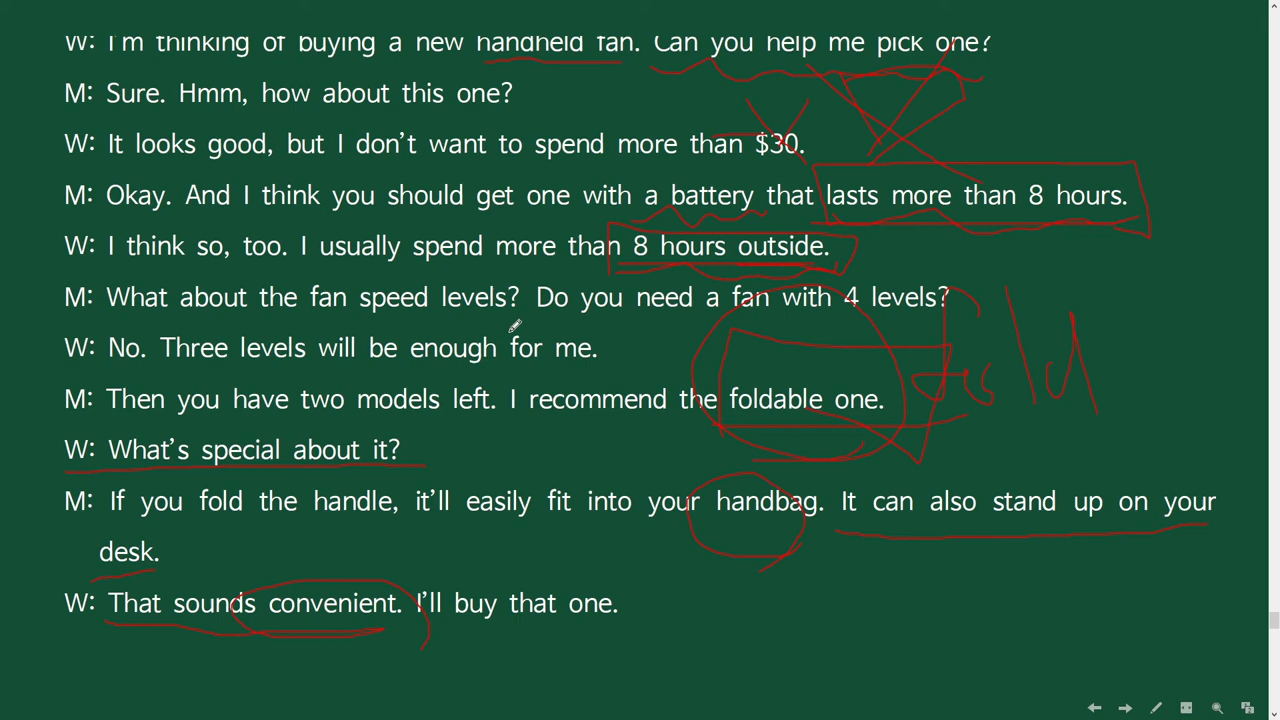 W: I'm thinking of buying a new handheld fan. Can you help me pick one?
M: Sure. Hmm, how about this one?
W: It looks good, but I don't want to spend more than $30.
M: Okay. And I think you should get one with a battery that lasts more than 8 hours.
W: I think so, too. I usually spend more than 8 hours outside.
M: What about the fan speed levels? Do you need a fan with 4 levels?
W: No. Three levels will be enough for me.
M: Then you have two models left. I recommend the foldable one.
fold
W: What's special about it?
M: If you fold the handle, it'll easily fit into your handbag. It can also stand up on your
desk.
W: That sounds convenient. I'll buy that one.